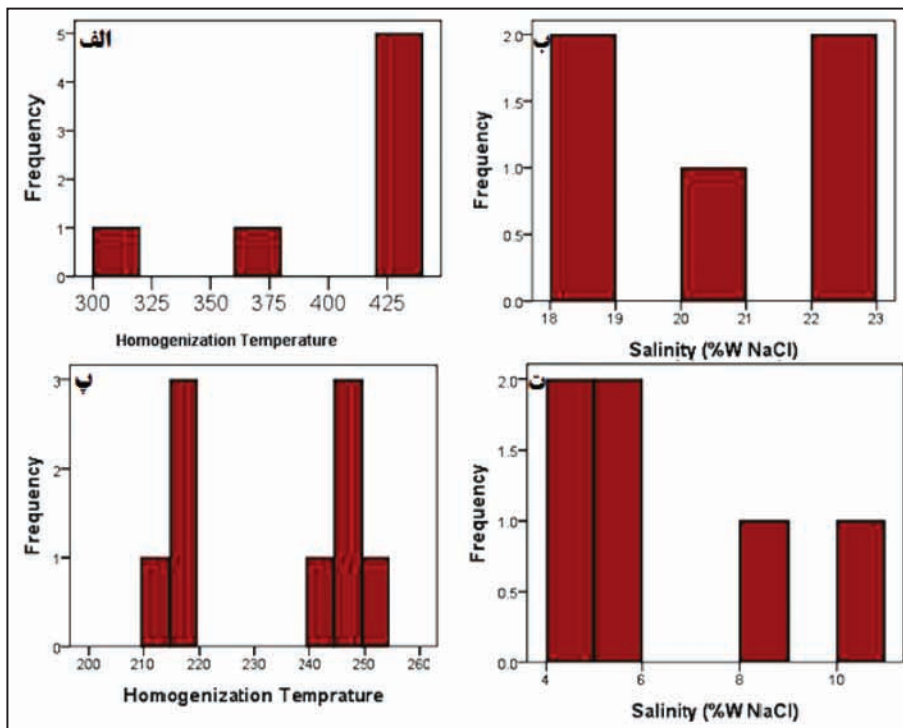 الف
Frequency
5
4
3
2
1
0
300 325 350 375 400 425
Homogenization Temperature
ب
Frequency
2.0
1.5
1.0
0.5
0.0
18 19 20 21 22 23
Salinity (%W NaCl)
پ
Frequency
3
2
1
0
200 210 220 230 240 250 260
Homogenization Temprature
ت
Frequency
2.0
1.5
1.0
0.5
0.0
4 6 8 10
Salinity (%W NaCl)